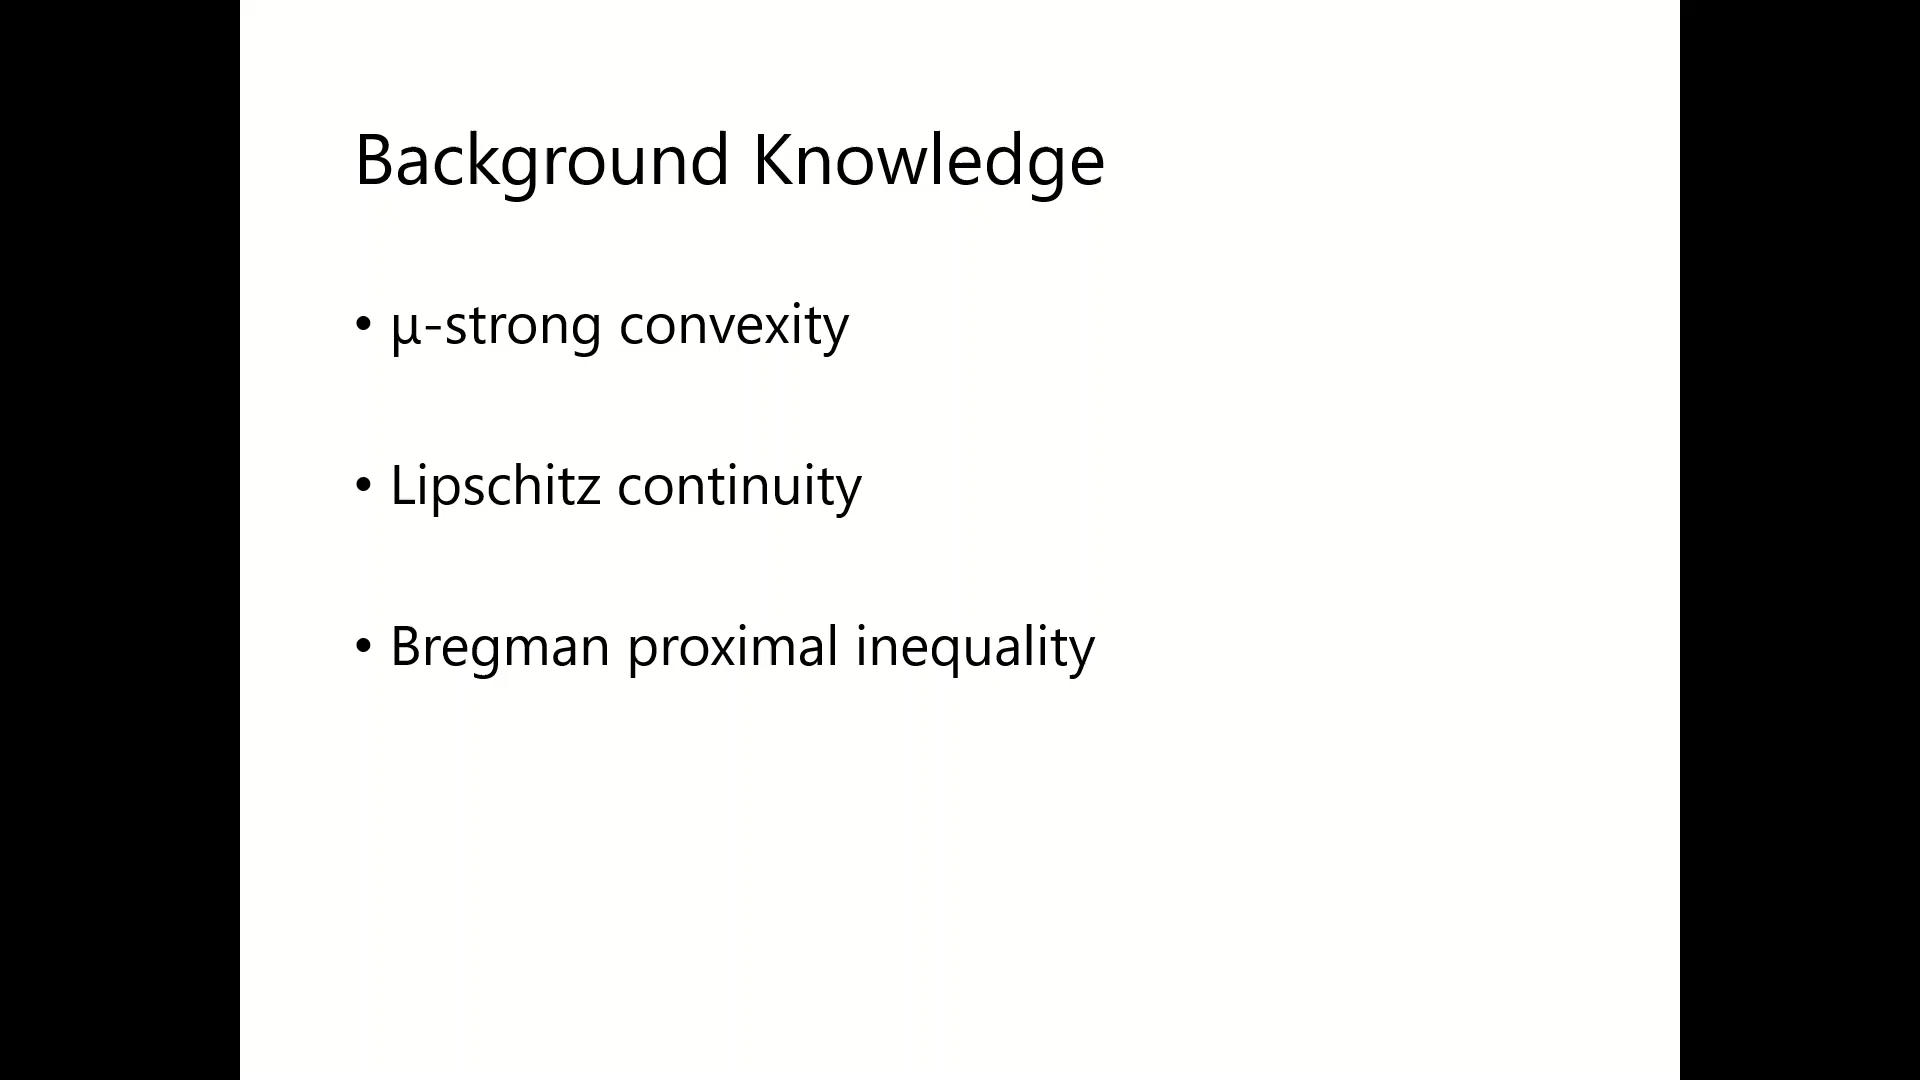 Background Knowledge
• µ-strong convexity
• Lipschitz continuity
• Bregman proximal inequality